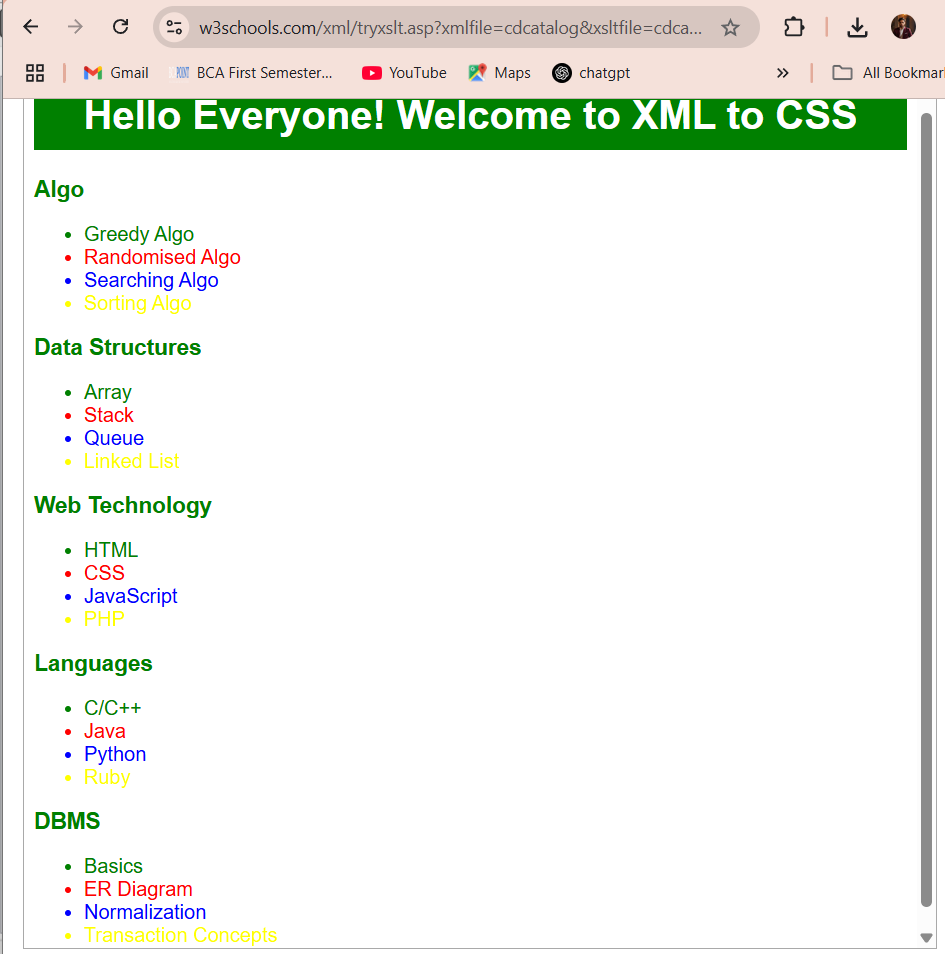 w3schools.com/xml/tryxslt.asp?xmlfile=cdcatalog&xsltfile=cdca...
Gmail BCA First Semester... YouTube Maps chatgpt » All Bookmar
Hello Everyone! Welcome to XML to CSS
Algo
• Greedy Algo
• Randomised Algo
• Searching Algo
• Sorting Algo
Data Structures
• Array
• Stack
• Queue
• Linked List
Web Technology
• HTML
• CSS
• JavaScript
• PHP
Languages
• C/C++
• Java
• Python
• Ruby
DBMS
• Basics
• ER Diagram
• Normalization
• Transaction Concepts